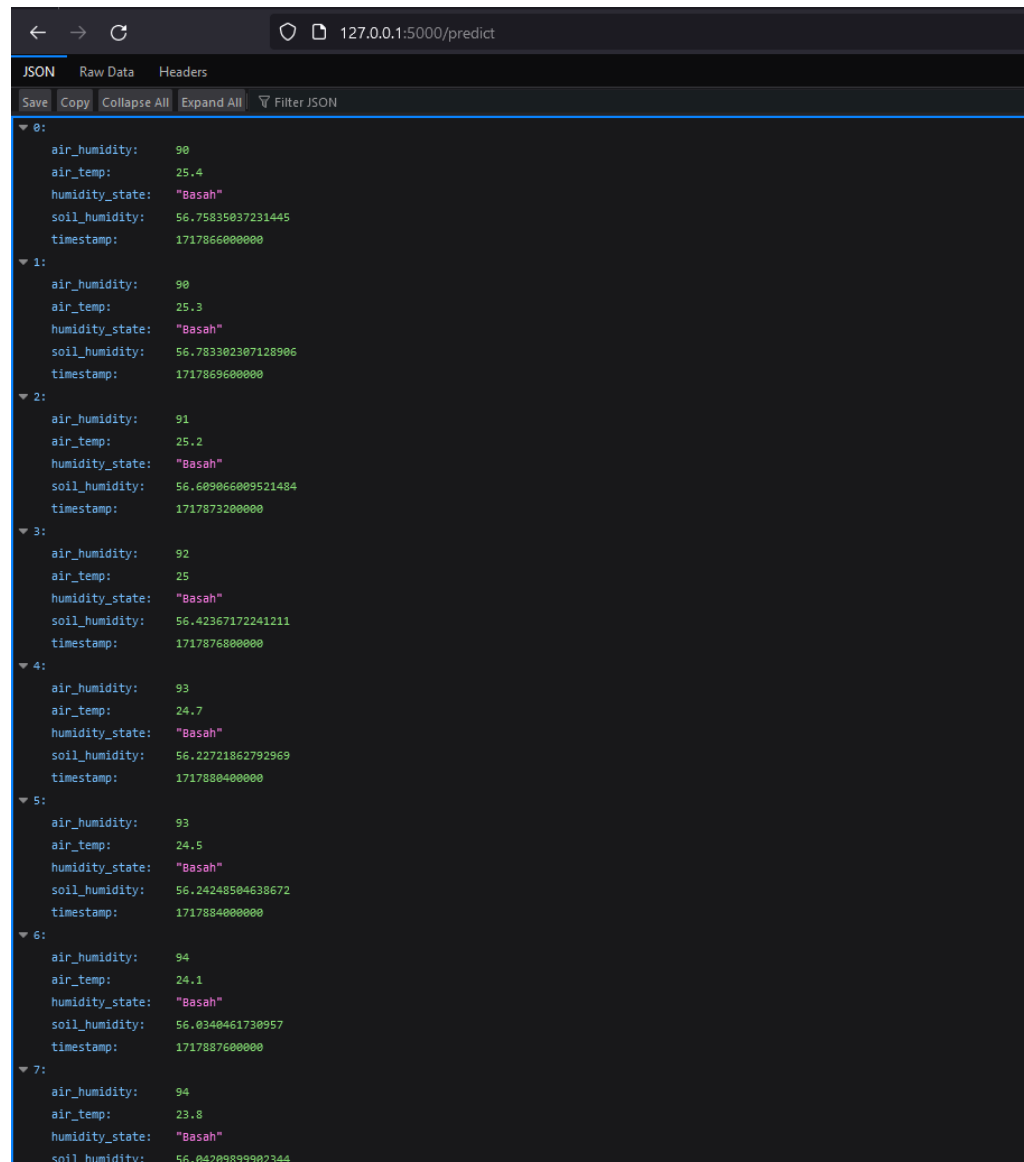 127.0.0.1:5000/predict
JSON Raw Data Headers
Save Copy Collapse All Expand All Filter JSON
0:
air_humidity: 90
air_temp: 25.4
humidity_state: "Basah"
soil_humidity: 56.75835037231445
timestamp: 1717866000000
1:
air_humidity: 90
air_temp: 25.3
humidity_state: "Basah"
soil_humidity: 56.783302307128906
timestamp: 1717869600000
2:
air_humidity: 91
air_temp: 25.2
humidity_state: "Basah"
soil_humidity: 56.609066009521484
timestamp: 1717873200000
3:
air_humidity: 92
air_temp: 25
humidity_state: "Basah"
soil_humidity: 56.42367172241211
timestamp: 1717876800000
4:
air_humidity: 93
air_temp: 24.7
humidity_state: "Basah"
soil_humidity: 56.22721862792969
timestamp: 1717880400000
5:
air_humidity: 93
air_temp: 24.5
humidity_state: "Basah"
soil_humidity: 56.24248504638672
timestamp: 1717884000000
6:
air_humidity: 94
air_temp: 24.1
humidity_state: "Basah"
soil_humidity: 56.0340461730957
timestamp: 1717887600000
7:
air_humidity: 94
air_temp: 23.8
humidity_state: "Basah"
soil_humidity: 56.04209899902344